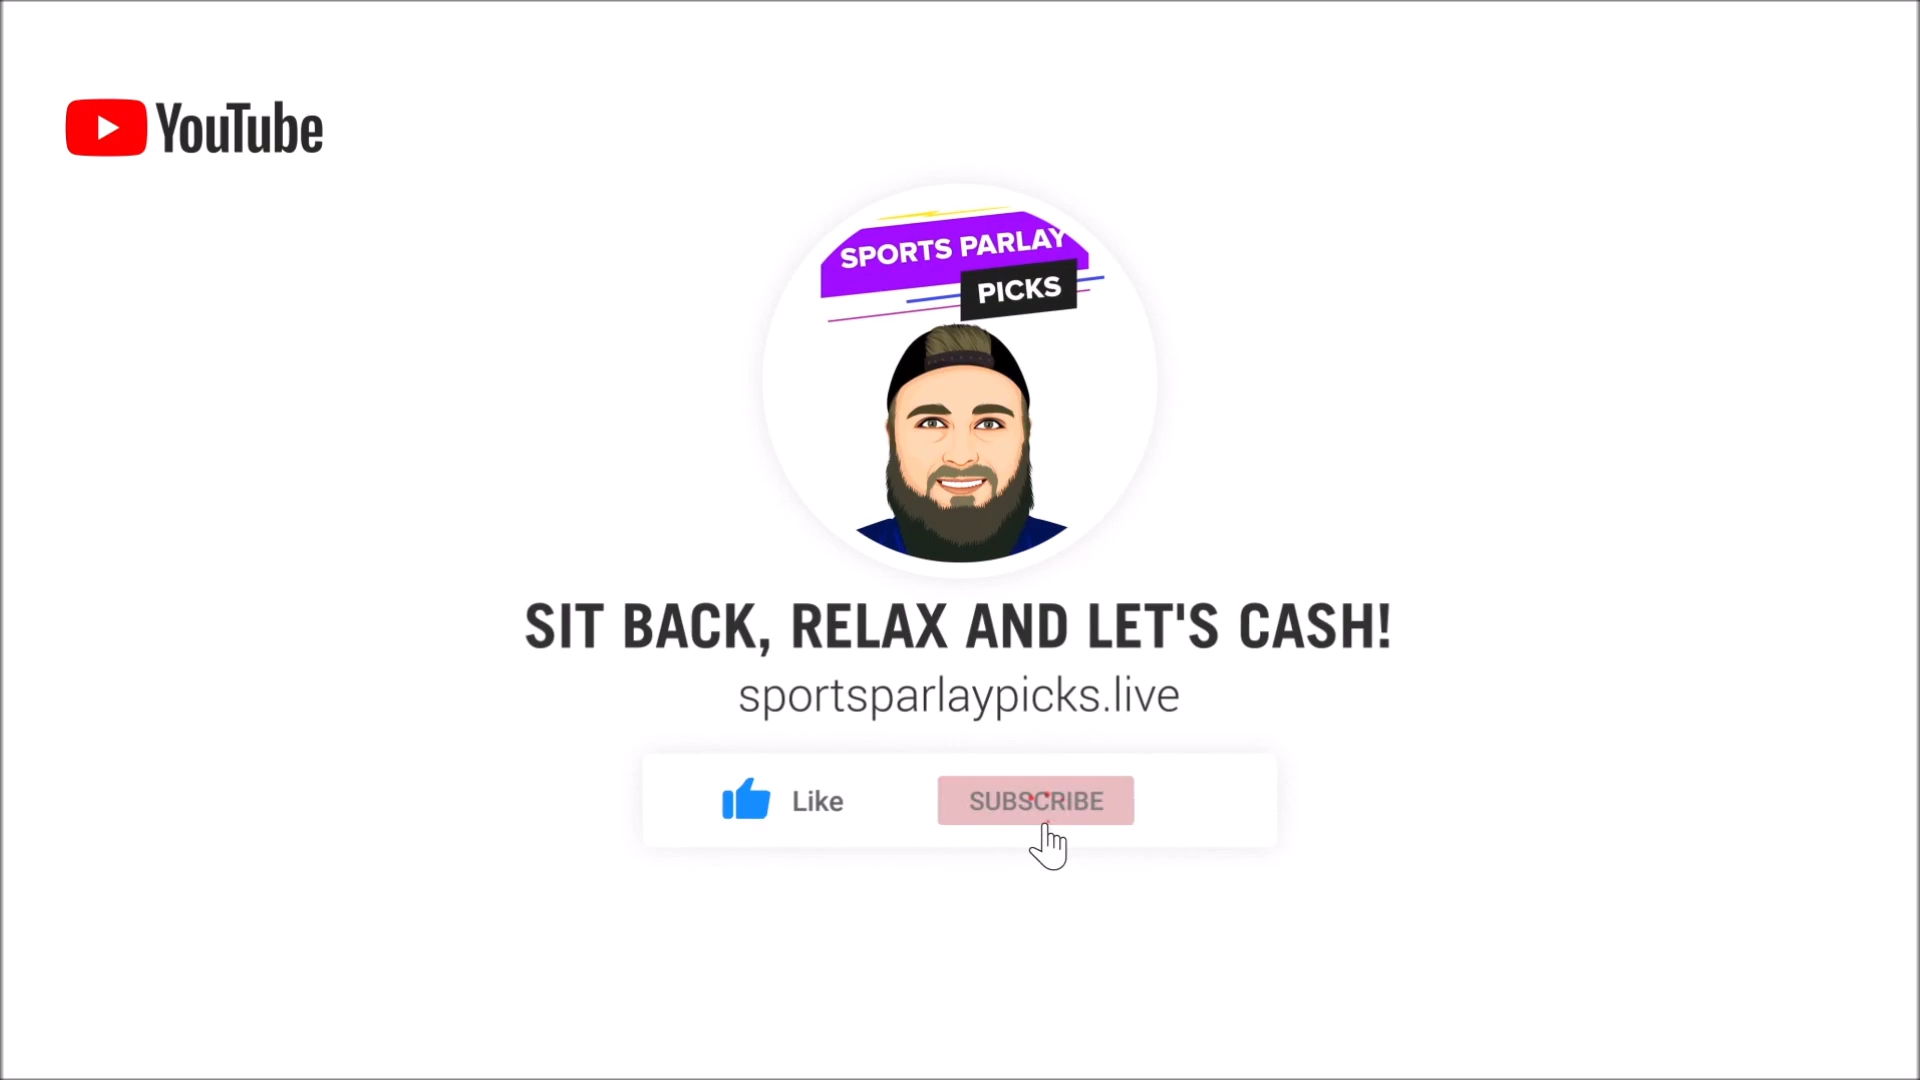 YouTube
SPORTS PARLAY
PICKS
SIT BACK, RELAX AND LET'S CASH!
sportsparlaypicks.live
Like
SUBSCRIBE